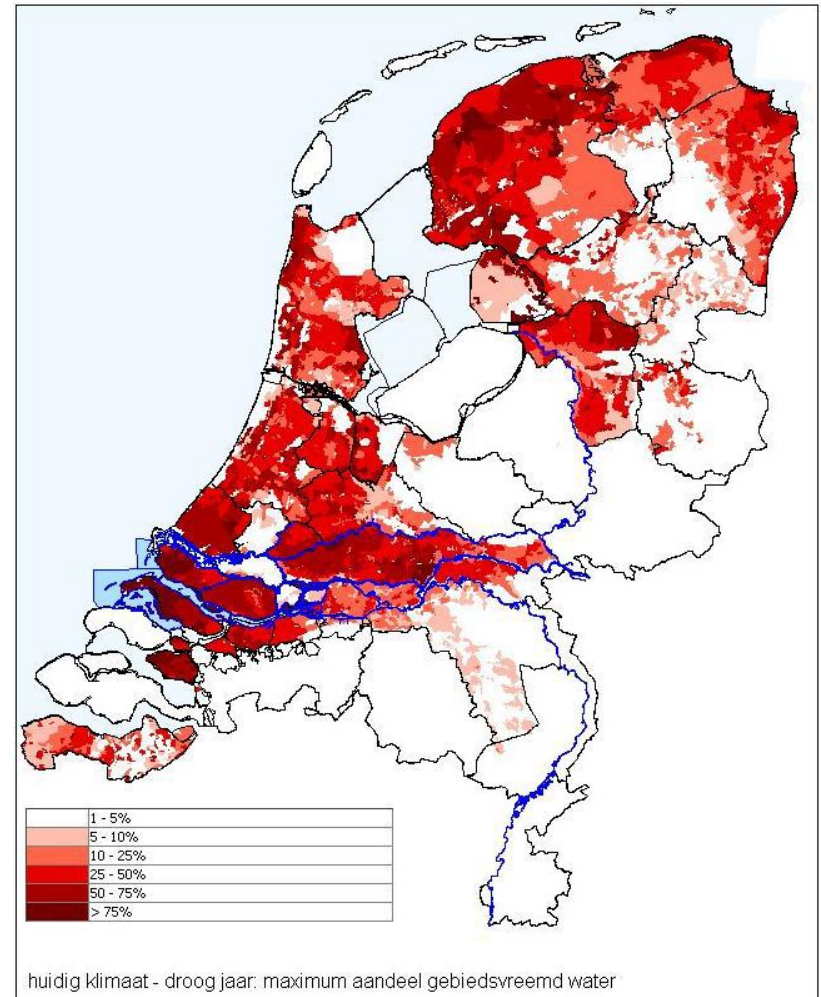 1 - 5%
5 - 10%
10 - 25%
25 - 50%
50 - 75%
> 75%
huidig klimaat - droog jaar: maximum aandeel gebiedsvreemd water